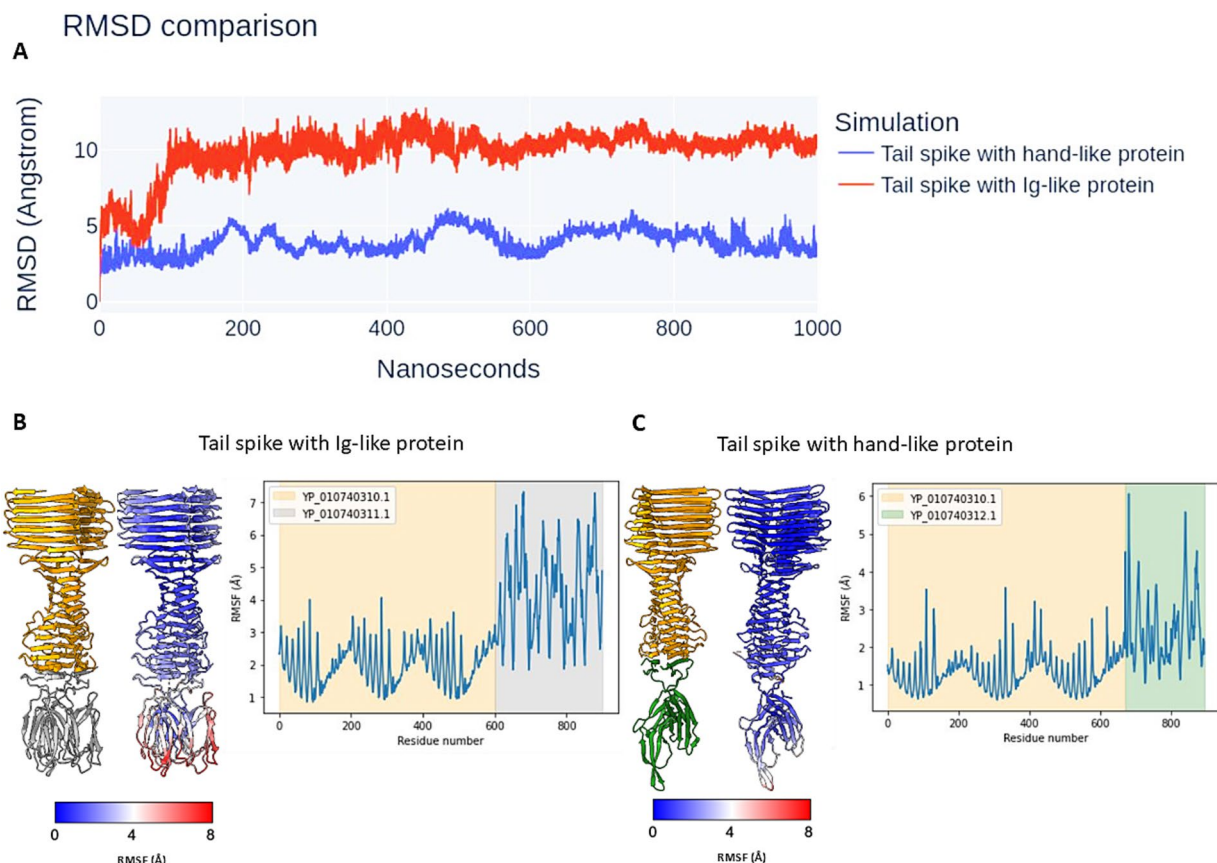 RMSD comparison
A
RMSD (Angstrom)
10
5
0
0 200 400 600 800 1000
Nanoseconds
Simulation
Tail spike with hand-like protein
Tail spike with Ig-like protein
B
Tail spike with Ig-like protein
YP_010740310.1
YP_010740311.1
RMSF (Å)
7
6
5
4
3
2
1
0 200 400 600 800
Residue number
0 4 8
RMSF (Å)
C
Tail spike with hand-like protein
YP_010740310.1
YP_010740312.1
RMSF (Å)
6
5
4
3
2
1
0 200 400 600 800
Residue number
0 4 8
RMSF (Å)